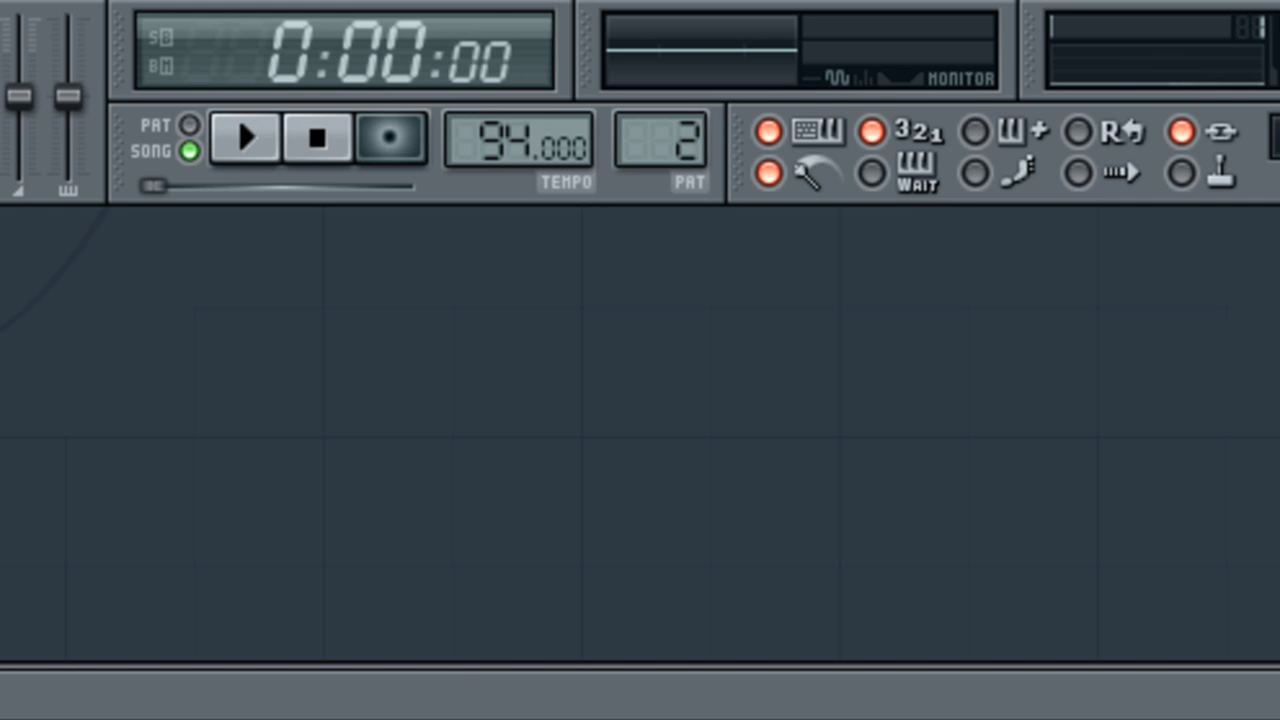 0:00:00
MONITOR
PAT
SONG
94.000
TEMPO
2
PAT
321
R
WAIT